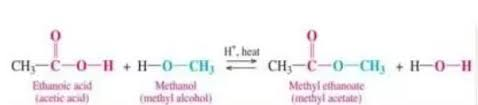 O O
H⁺, heat
CH₃—C—O—H + H—O—CH₃ ⇌ CH₃—C—O—CH₃ + H—O—H
Ethanoic acid Methanol Methyl ethanoate
(acetic acid) (methyl alcohol) (methyl acetate)